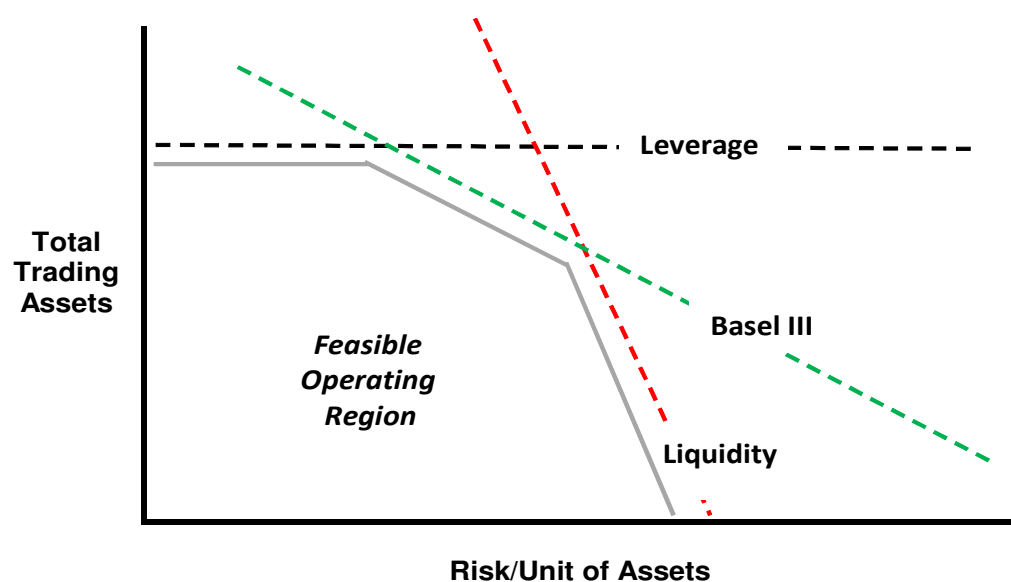 Leverage
Total
Trading
Assets
Basel III
Feasible
Operating
Region
Liquidity
Risk/Unit of Assets